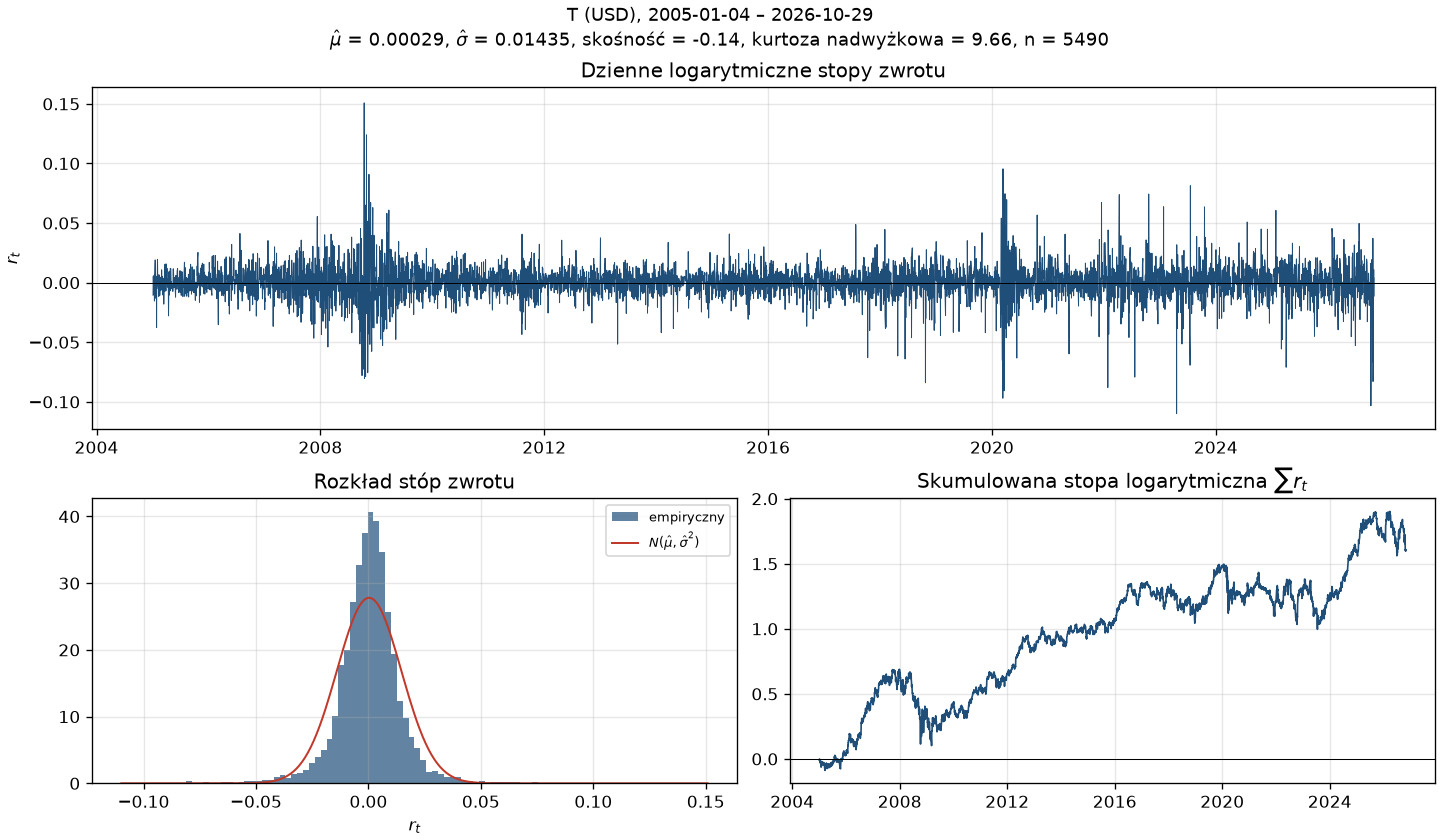 T (USD), 2005-01-04 – 2026-10-29
μ̂ = 0.00029, σ̂ = 0.01435, skośność = -0.14, kurtoza nadwyżkowa = 9.66, n = 5490
Dzienne logarytmiczne stopy zwrotu
0.15
0.10
0.05
0.00
−0.05
−0.10
r_t
2004 2008 2012 2016 2020 2024
Rozkład stóp zwrotu
empiryczny
N(μ̂, σ̂²)
40
30
20
10
0
−0.10 −0.05 0.00 0.05 0.10 0.15
r_t
Skumulowana stopa logarytmiczna ∑r_t
2.0
1.5
1.0
0.5
0.0
2004 2008 2012 2016 2020 2024